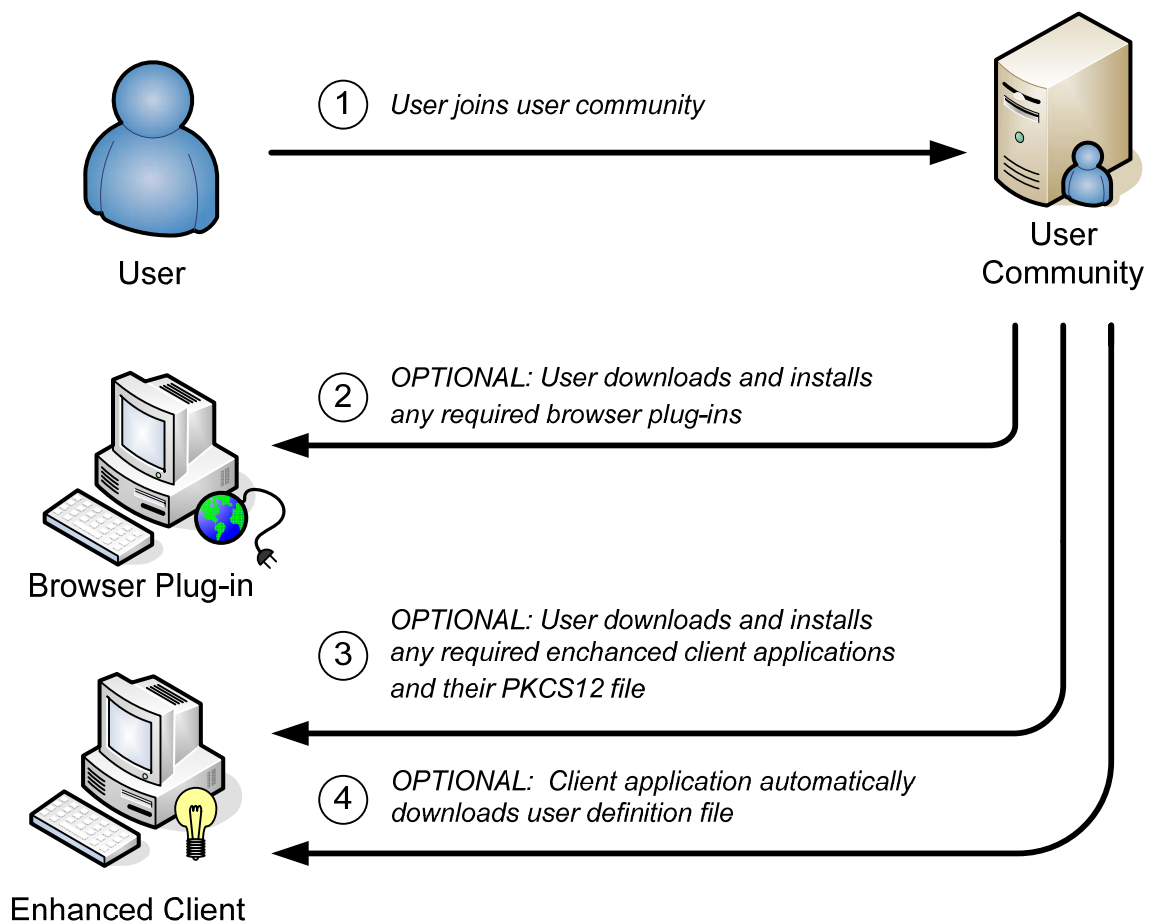 1
User joins user community
User
User
Community
2
OPTIONAL: User downloads and installs
any required browser plug-ins
Browser Plug-in
3
OPTIONAL: User downloads and installs
any required enchanced client applications
and their PKCS12 file
4
OPTIONAL:  Client application automatically
downloads user definition file
Enhanced Client